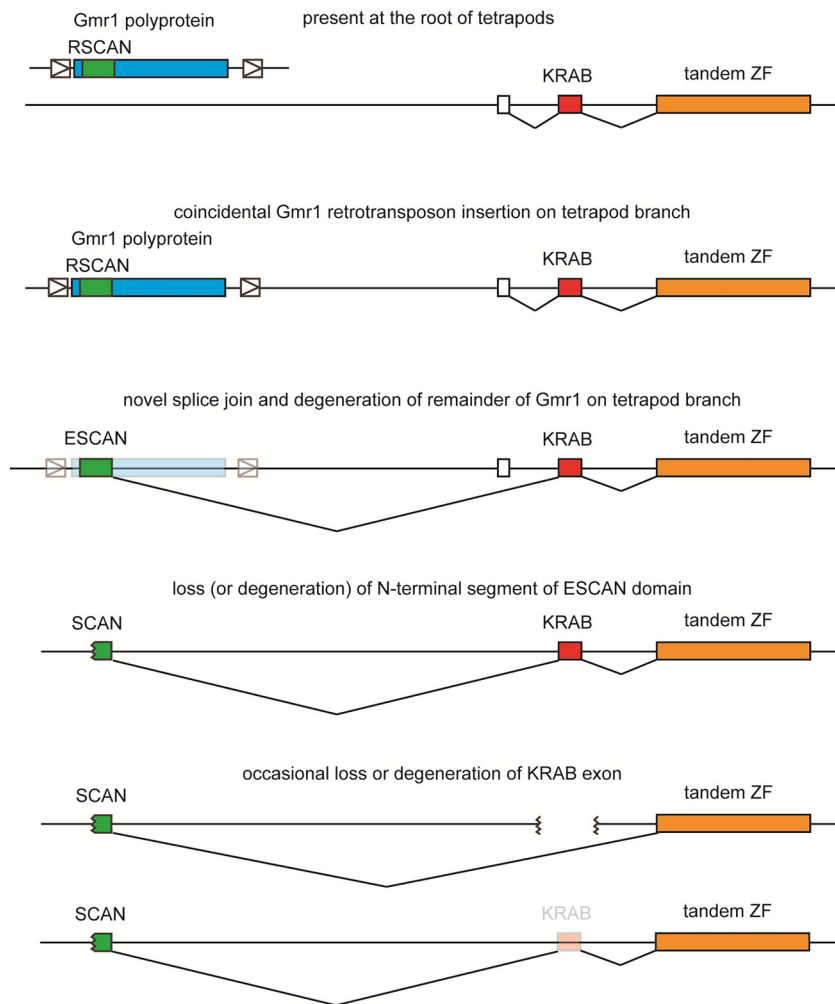 present at the root of tetrapods
Gmr1 polyprotein
RSCAN
KRAB
tandem ZF
coincidental Gmr1 retrotransposon insertion on tetrapod branch
Gmr1 polyprotein
RSCAN
KRAB
tandem ZF
novel splice join and degeneration of remainder of Gmr1 on tetrapod branch
ESCAN
KRAB
tandem ZF
loss (or degeneration) of N-terminal segment of ESCAN domain
SCAN
KRAB
tandem ZF
occasional loss or degeneration of KRAB exon
SCAN
tandem ZF
SCAN
KRAB
tandem ZF